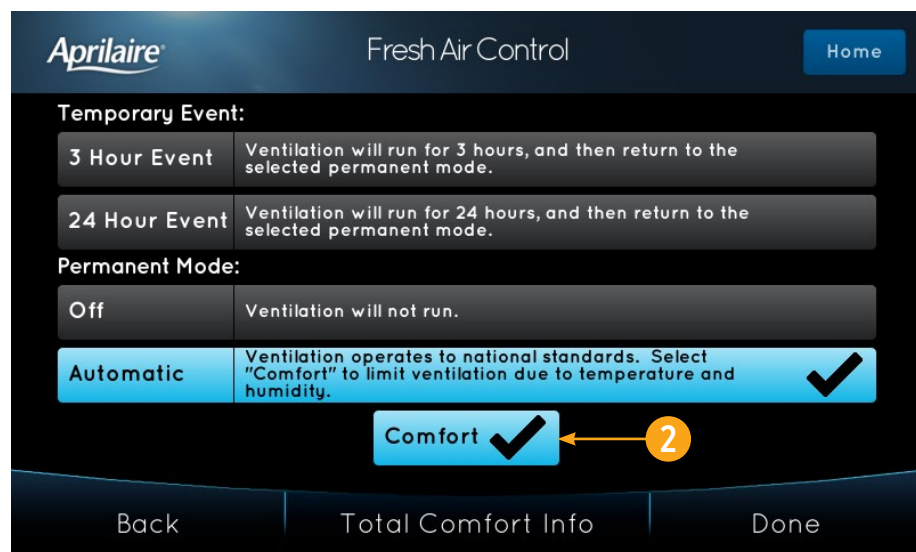 Aprilaire
Fresh Air Control
Home
Temporary Event:
3 Hour Event
Ventilation will run for 3 hours, and then return to the
selected permanent mode.
24 Hour Event
Ventilation will run for 24 hours, and then return to the
selected permanent mode.
Permanent Mode:
Off
Ventilation will not run.
Automatic
Ventilation operates to national standards. Select
"Comfort" to limit ventilation due to temperature and
humidity.
Comfort
2
Back
Total Comfort Info
Done